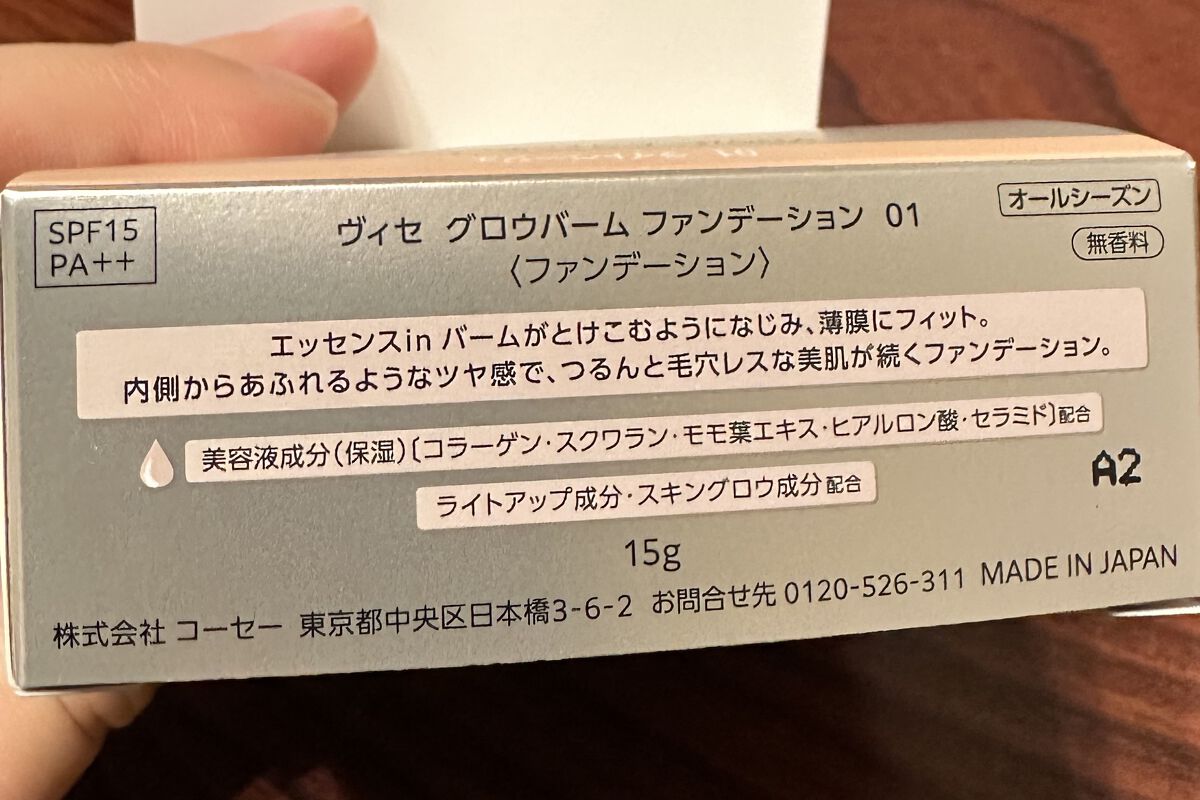 SPF15
PA++
ヴィセ グロウバーム ファンデーション 01
〈ファンデーション〉
オールシーズン
無香料
エッセンスin バームがとけこむようになじみ、薄膜にフィット。
内側からあふれるようなツヤ感で、つるんと毛穴レスな美肌が続くファンデーション。
美容液成分(保湿)〔コラーゲン・スクワラン・モモ葉エキス・ヒアルロン酸・セラミド〕配合
ライトアップ成分・スキングロウ成分配合
A2
15g
株式会社 コーセー 東京都中央区日本橋3-6-2 お問合せ先 0120-526-311 MADE IN JAPAN